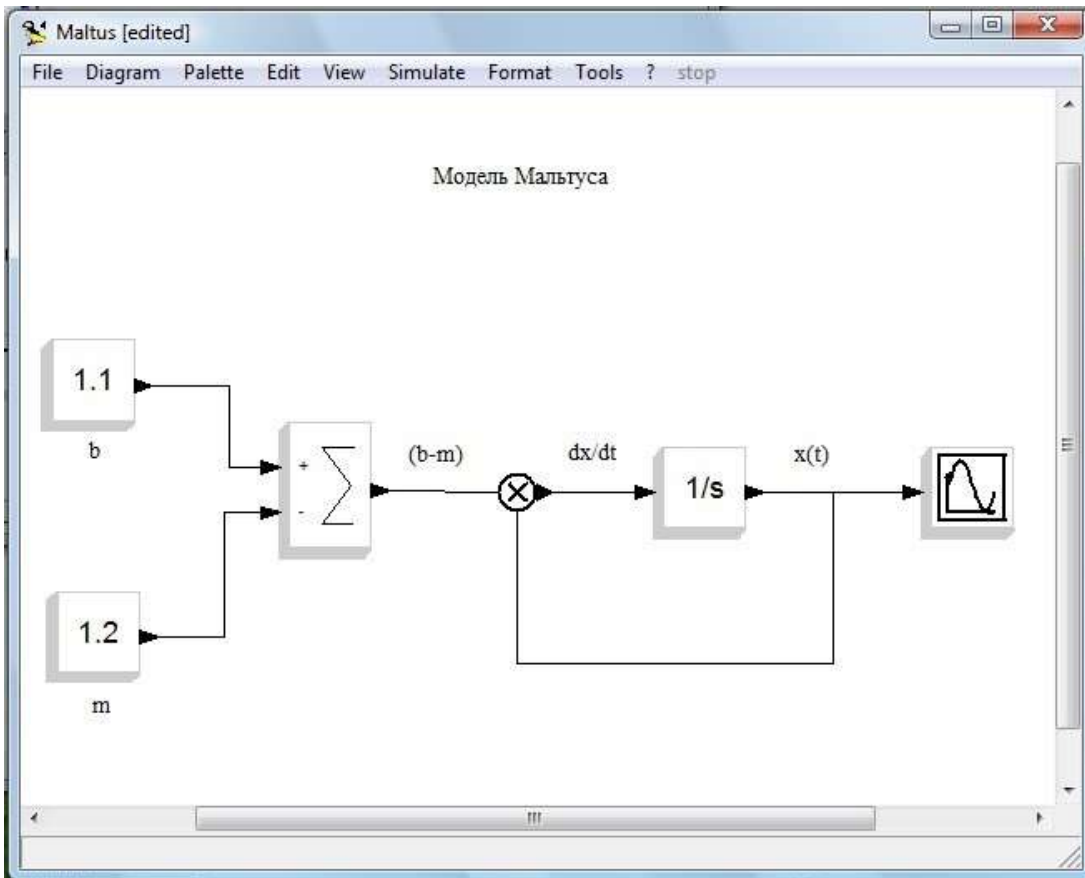 Maltus [edited]
File Diagram Palette Edit View Simulate Format Tools ? stop
Модель Мальтуса
1.1
b
+
-
(b-m)
dx/dt
1/s
x(t)
1.2
m